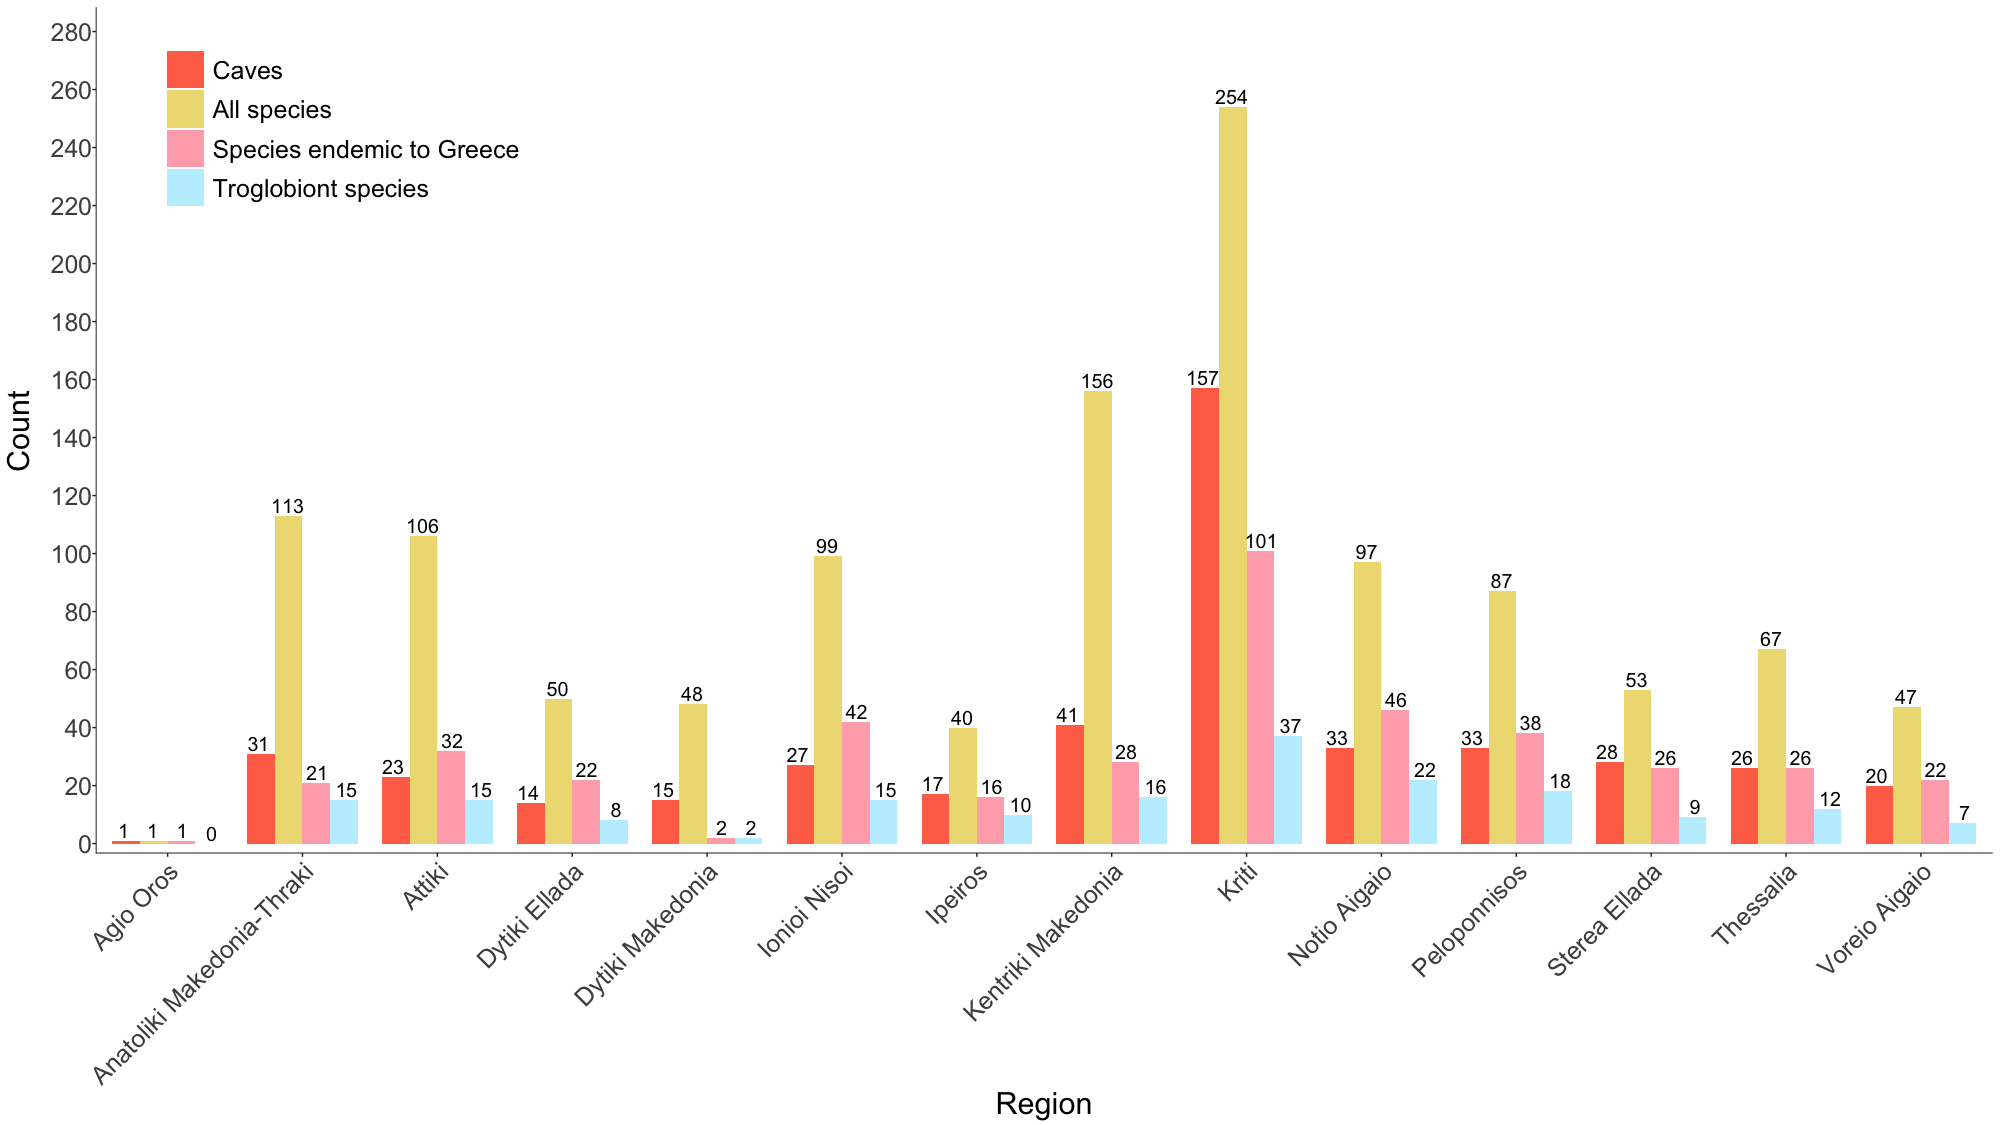 280
260
240
220
200
180
160
140
120
100
80
60
40
20
0
Count
Caves
All species
Species endemic to Greece
Troglobiont species
1 1 1 0
31 113 21 15
23 106 32 15
14 50 22 8
15 48 2 2
27 99 42 15
17 40 16 10
41 156 28 16
157 254 101 37
33 97 46 22
33 87 38 18
28 53 26 9
26 67 26 12
20 47 22 7
Agio Oros
Anatoliki Makedonia-Thraki
Attiki
Dytiki Ellada
Dytiki Makedonia
Ionioi Nisoi
Ipeiros
Kentriki Makedonia
Kriti
Notio Aigaio
Peloponnisos
Sterea Ellada
Thessalia
Voreio Aigaio
Region